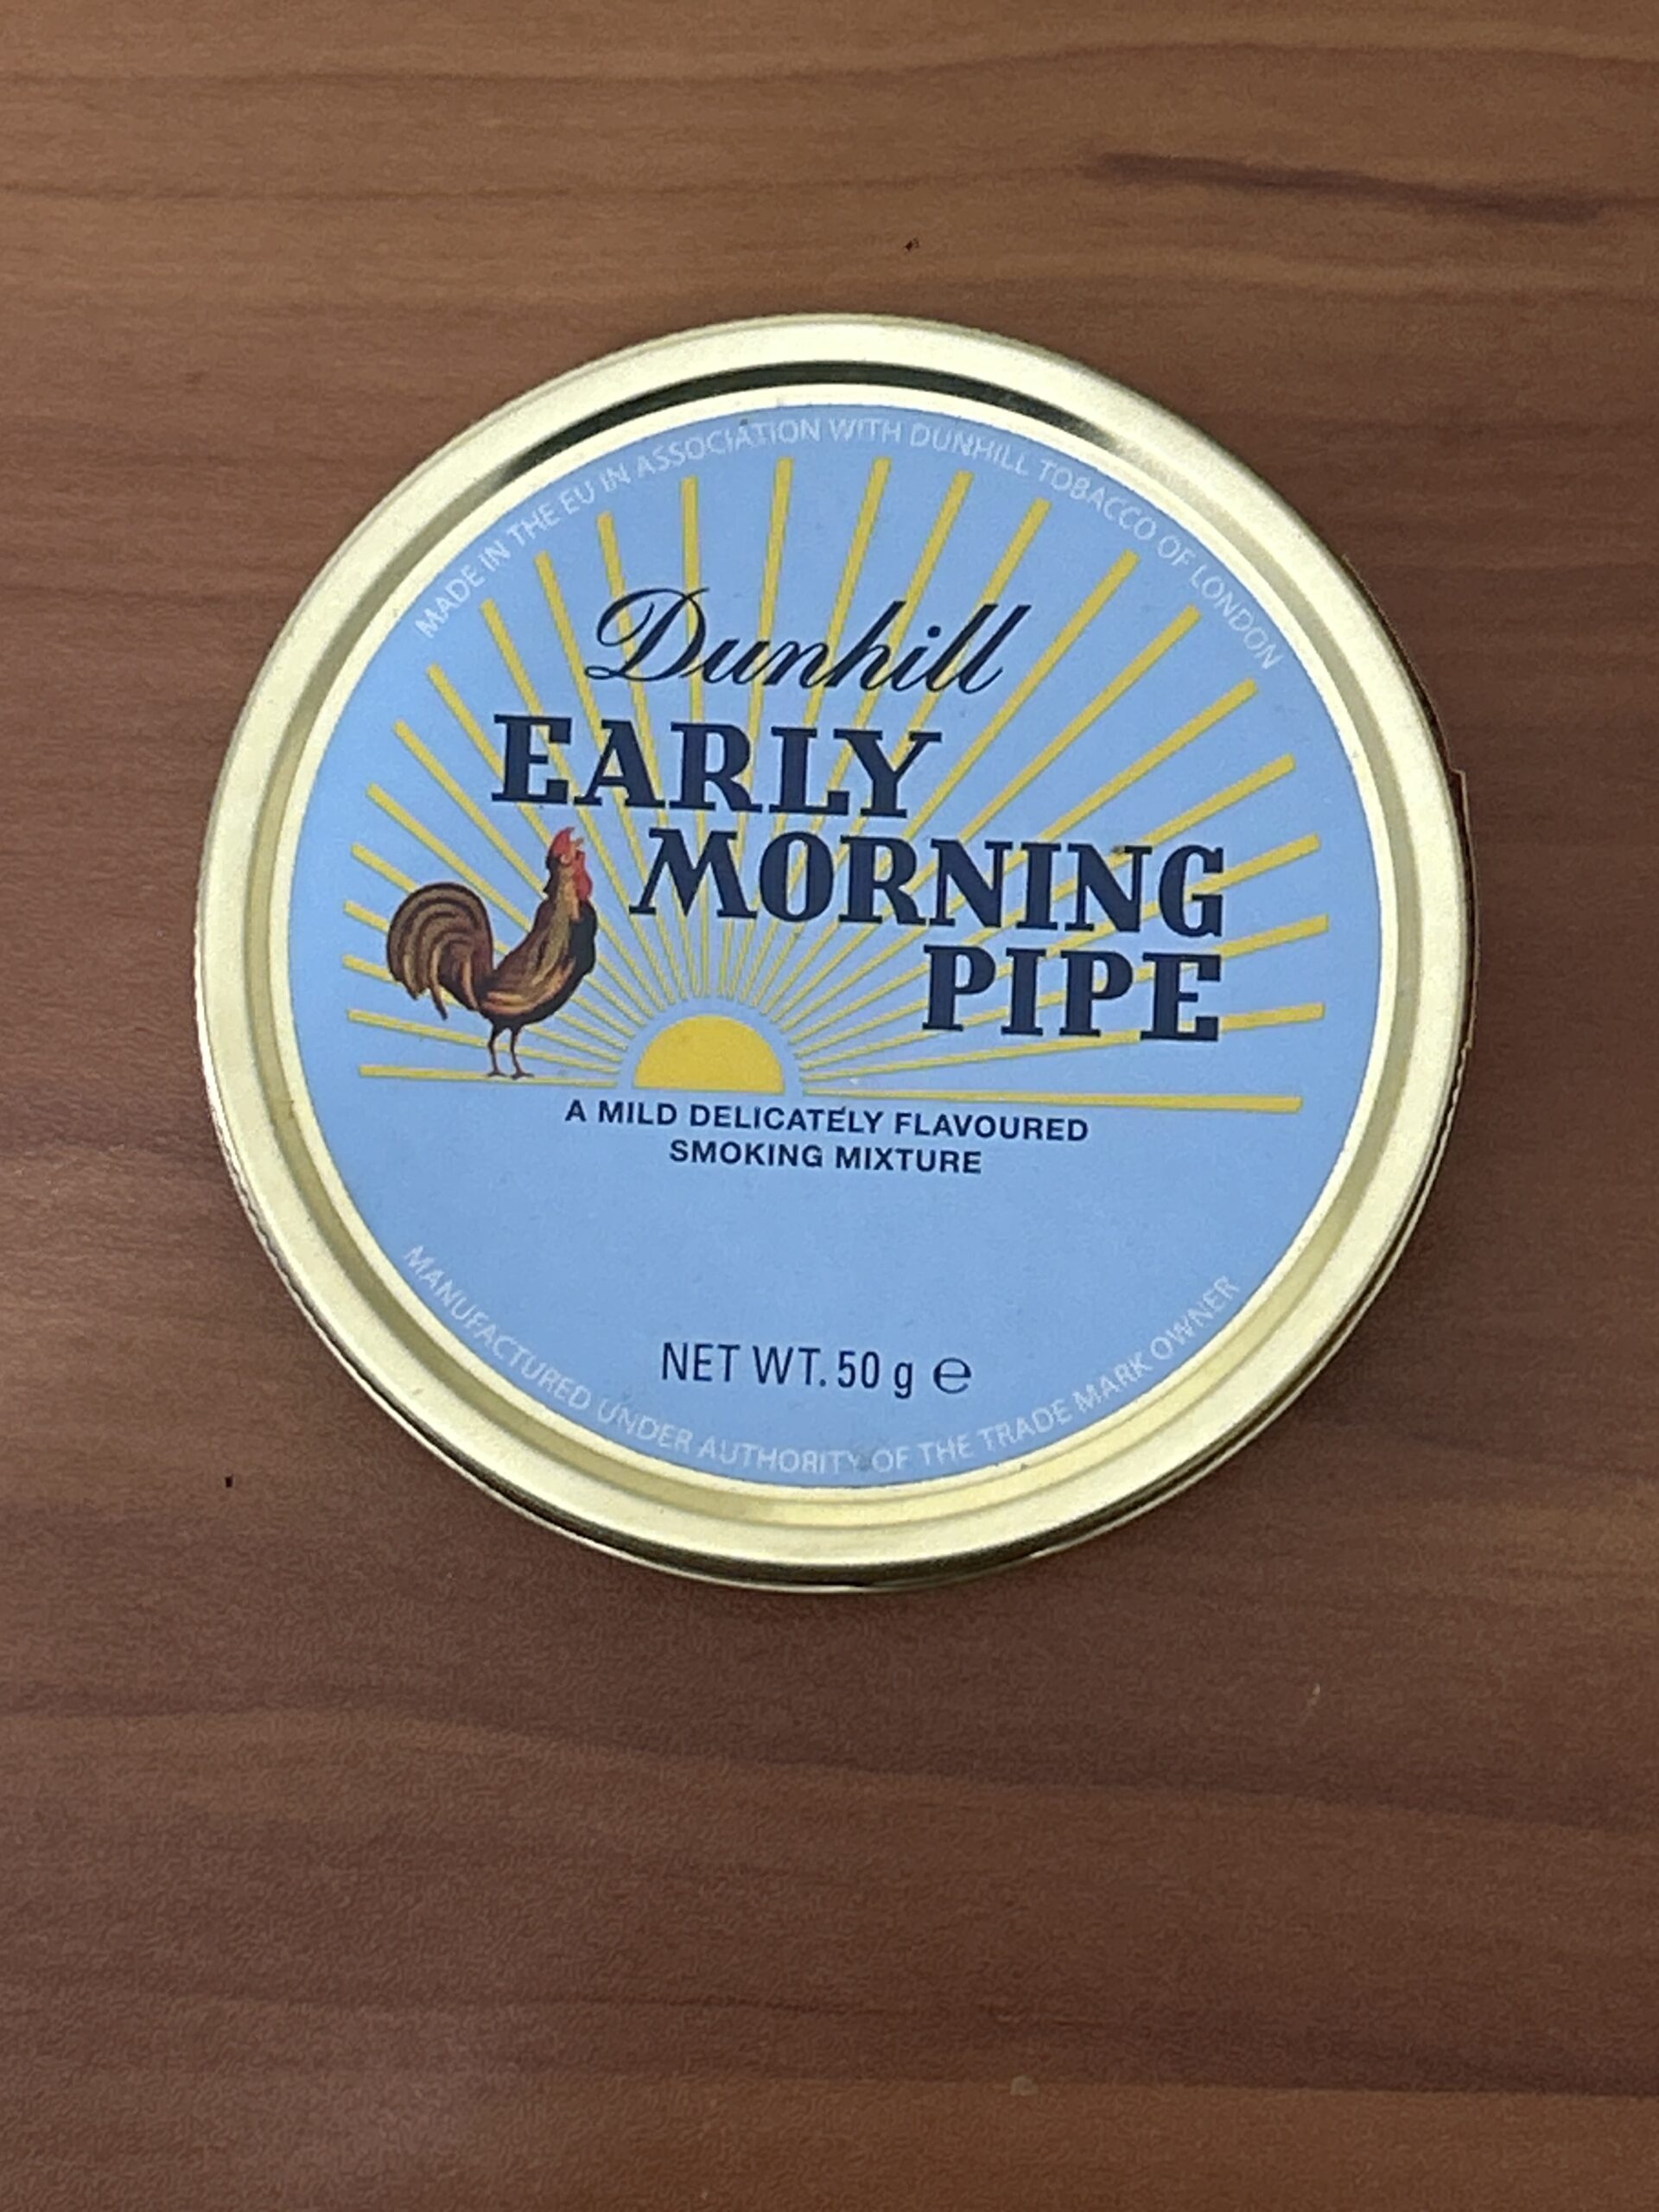 MADE IN THE EU IN ASSOCIATION WITH DUNHILL TOBACCO OF LONDON
Dunhill
EARLY
MORNING
PIPE
A MILD DELICATELY FLAVOURED
SMOKING MIXTURE
NET WT. 50 g ℮
MANUFACTURED UNDER AUTHORITY OF THE TRADE MARK OWNER